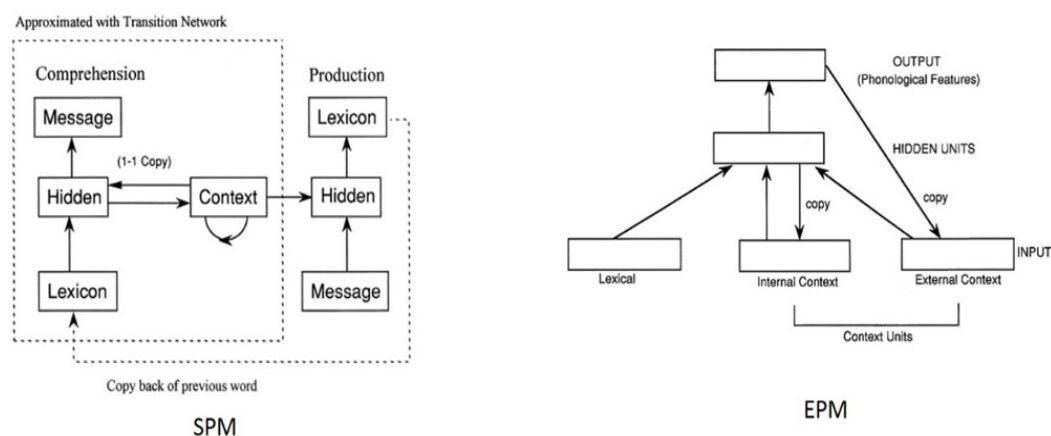 Approximated with Transition Network
Comprehension
Production
Message
Lexicon
(1-1 Copy)
Hidden
Context
Hidden
Lexicon
Message
Copy back of previous word
SPM
OUTPUT
(Phonological Features)
HIDDEN UNITS
copy
copy
INPUT
Lexical
Internal Context
External Context
Context Units
EPM